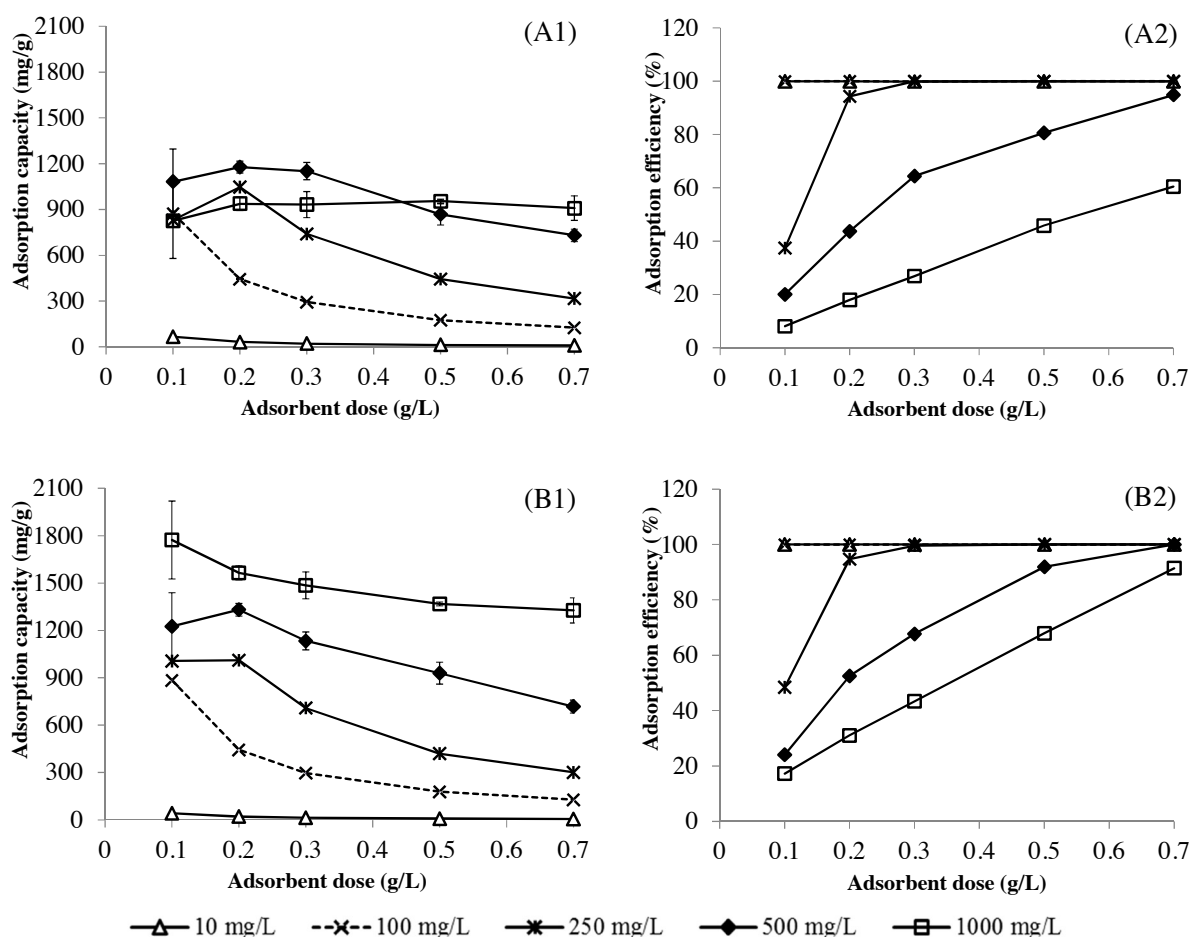 (A1)
Adsorption capacity (mg/g)
2100
1800
1500
1200
900
600
300
0
0 0.1 0.2 0.3 0.4 0.5 0.6 0.7
Adsorbent dose (g/L)
(A2)
Adsorption efficiency (%)
120
100
80
60
40
20
0
0 0.1 0.2 0.3 0.4 0.5 0.6 0.7
Adsorbent dose (g/L)
(B1)
Adsorption capacity (mg/g)
2100
1800
1500
1200
900
600
300
0
0 0.1 0.2 0.3 0.4 0.5 0.6 0.7
Adsorbent dose (g/L)
(B2)
Adsorption efficiency (%)
120
100
80
60
40
20
0
0 0.1 0.2 0.3 0.4 0.5 0.6 0.7
Adsorbent dose (g/L)
10 mg/L 100 mg/L 250 mg/L 500 mg/L 1000 mg/L